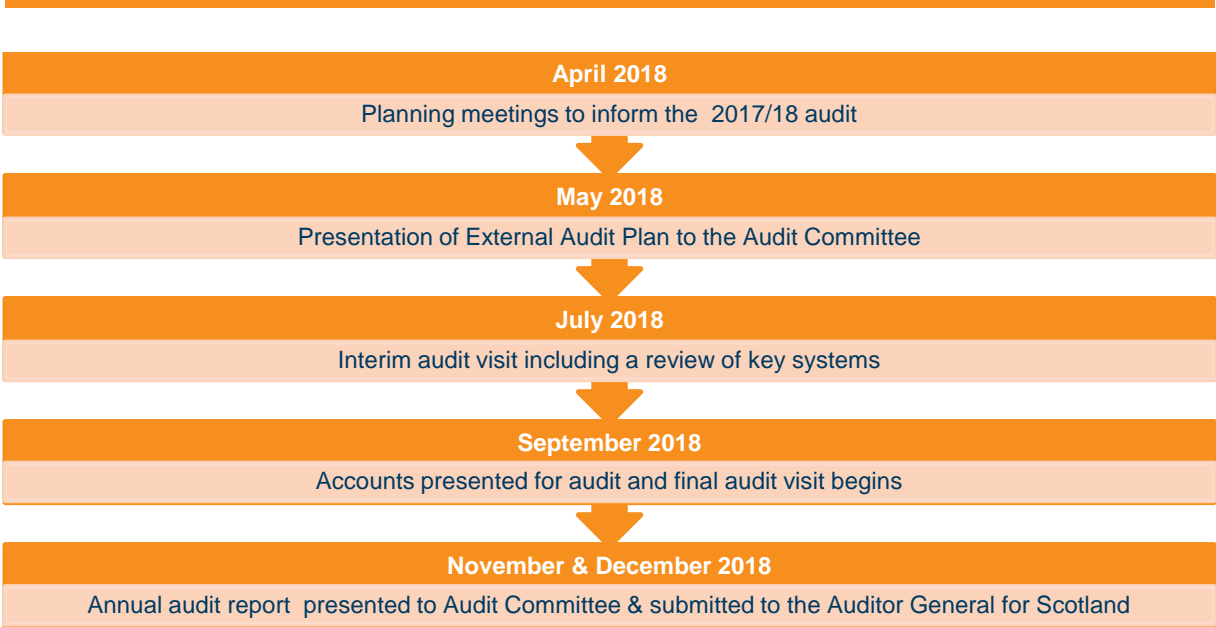 April 2018
Planning meetings to inform the 2017/18 audit
May 2018
Presentation of External Audit Plan to the Audit Committee
July 2018
Interim audit visit including a review of key systems
September 2018
Accounts presented for audit and final audit visit begins
November & December 2018
Annual audit report presented to Audit Committee & submitted to the Auditor General for Scotland